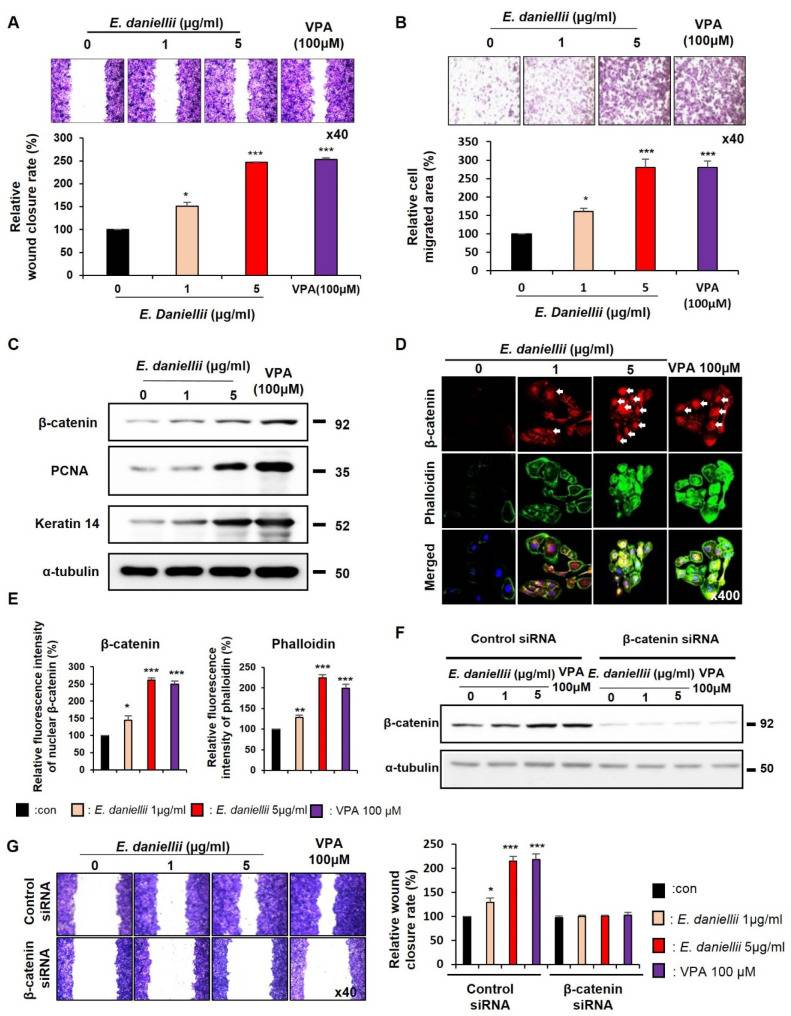 A
E. daniellii (µg/ml)
VPA
(100µM)
0 1 5
x40
Relative
wound closure rate (%)
300
250
200
150
100
50
0
* *** ***
0 1 5 VPA(100µM)
E. Daniellii (µg/ml)
B
E. daniellii (µg/ml)
VPA
(100µM)
0 1 5
x40
Relative cell
migrated area (%)
350
300
250
200
150
100
50
0
* *** ***
0 1 5 VPA
(100µM)
E. Daniellii (µg/ml)
C
E. daniellii (µg/ml)
VPA
(100µM)
0 1 5
β-catenin 92
PCNA 35
Keratin 14 52
α-tubulin 50
D
E. daniellii (µg/ml)
0 1 5 VPA 100µM
β-catenin
Phalloidin
Merged
x400
E
β-catenin
Relative fluorescence intensity
of nuclear β-catenin (%)
300
250
200
150
100
50
0
* *** ***
Phalloidin
Relative fluorescence
intensity of phalloidin (%)
250
200
150
100
50
0
** *** ***
:con : E. daniellii 1µg/ml : E. daniellii 5µg/ml : VPA 100 µM
F
Control siRNA β-catenin siRNA
E. daniellii (µg/ml) VPA
100µM
E. daniellii (µg/ml) VPA
100µM
0 1 5 0 1 5
β-catenin 92
α-tubulin 50
G
E. daniellii (µg/ml)
VPA
100µM
0 1 5
Control
siRNA
β-catenin
siRNA
x40
Relative wound
closure rate (%)
250
200
150
100
50
0
* *** ***
Control
siRNA
β-catenin
siRNA
:con
: E. daniellii 1µg/ml
: E. daniellii 5µg/ml
: VPA 100 µM